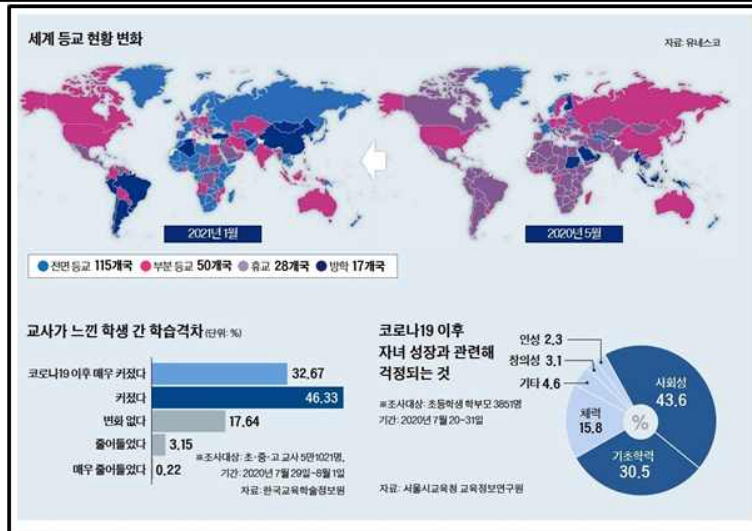 세계 등교 현황 변화
자료: 유네스코
2021년 1월
2020년 5월
전면 등교 115개국 부분 등교 50개국 휴교 28개국 방학 17개국
교사가 느낀 학생 간 학습격차 (단위: %)
코로나19 이후 매우 커졌다 32.67
커졌다 46.33
변화 없다 17.64
줄어들었다 3.15
매우 줄어들었다 0.22
※조사대상: 초·중·고 교사 5만1021명,
기간: 2020년 7월 29일~8월 1일
자료: 한국교육학술정보원
코로나19 이후
자녀 성장과 관련해
걱정되는 것
※조사대상: 초등학생 학부모 3851명
기간: 2020년 7월 20~31일
인성 2.3
창의성 3.1
기타 4.6
체력
15.8
사회성
43.6
%
기초학력
30.5
자료: 서울시교육청 교육정보연구원